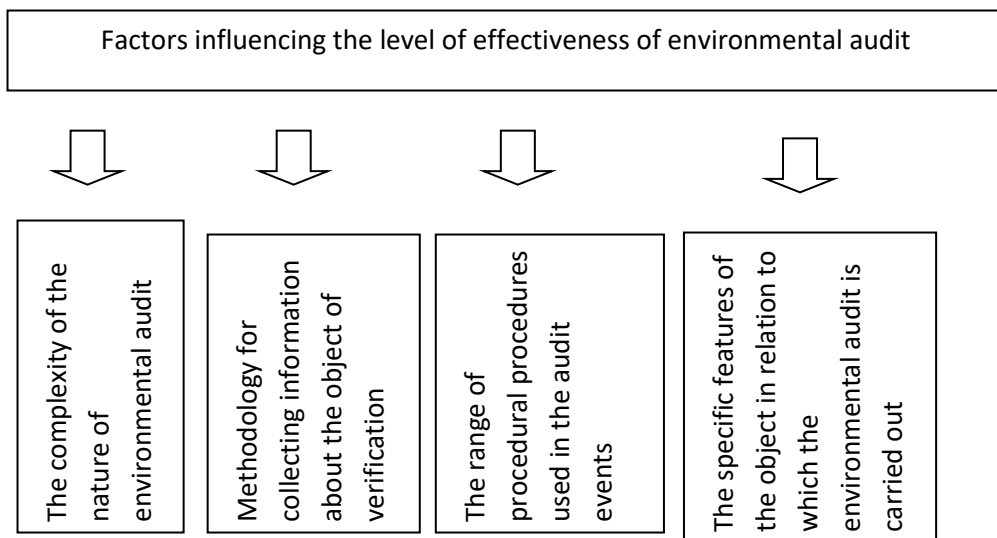 Factors influencing the level of effectiveness of environmental audit
The complexity of the
nature of
environmental audit
Methodology for
collecting information
about the object of
verification
The range of
procedural procedures
used in the audit
events
The specific features of
the object in relation to
which the
environmental audit is
carried out